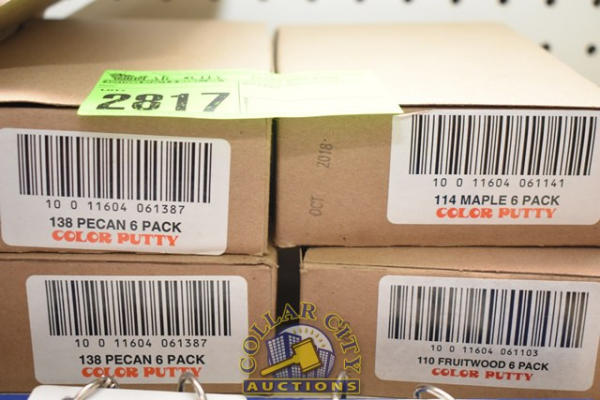 2817
10 0 11604 061387
138 PECAN 6 PACK
COLOR PUTTY
OCT 2018
10 0 11604 061141
114 MAPLE 6 PACK
COLOR PUTTY
10 0 11604 061387
138 PECAN 6 PACK
COLOR PUTTY
10 0 11604 061103
110 FRUITWOOD 6 PACK
COLOR PUTTY
COLLAR CITY
AUCTIONS